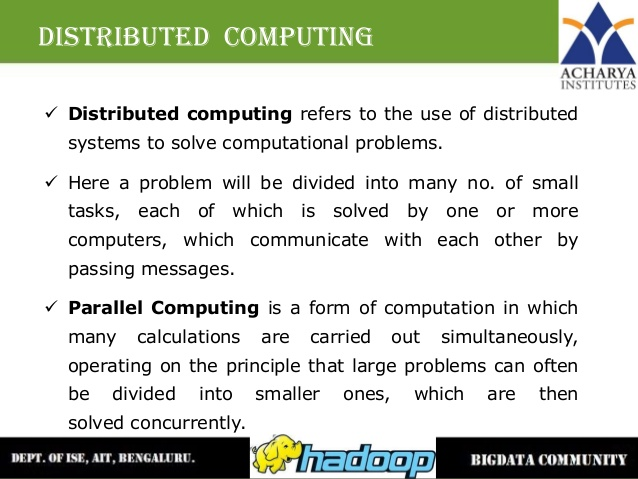 DISTRIBUTED COMPUTING
ACHARYA
INSTITUTES
✓ Distributed computing refers to the use of distributed
systems to solve computational problems.
✓ Here a problem will be divided into many no. of small
tasks, each of which is solved by one or more
computers, which communicate with each other by
passing messages.
✓ Parallel Computing is a form of computation in which
many calculations are carried out simultaneously,
operating on the principle that large problems can often
be divided into smaller ones, which are then
solved concurrently.
DEPT. OF ISE, AIT, BENGALURU.
hadoop
BIGDATA COMMUNITY